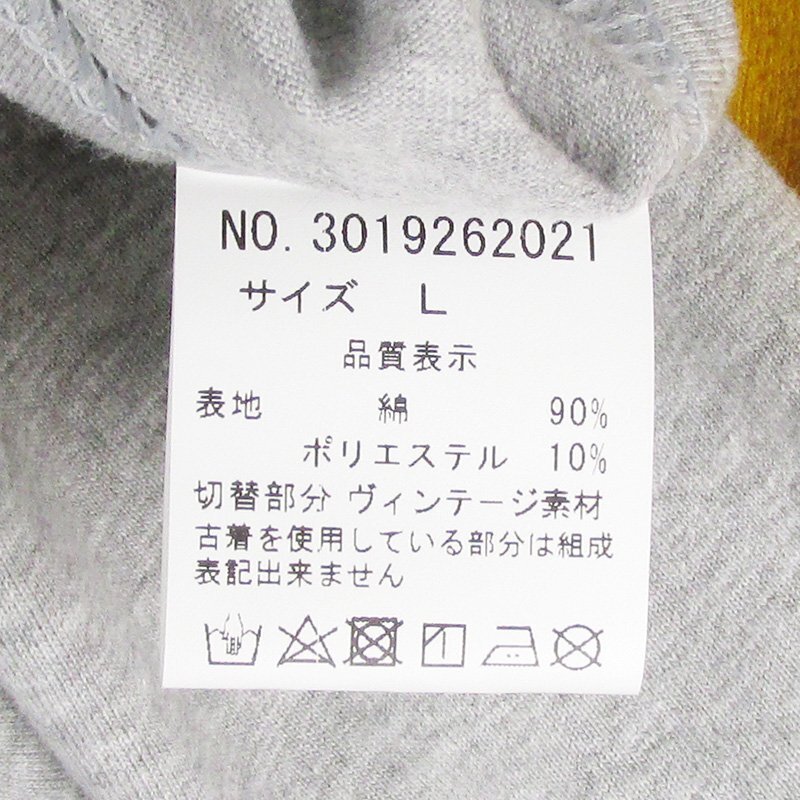 NO. 3019262021
サイズ L
品質表示
表地 綿 90%
ポリエステル 10%
切替部分 ヴィンテージ素材
古着を使用している部分は組成
表記出来ません